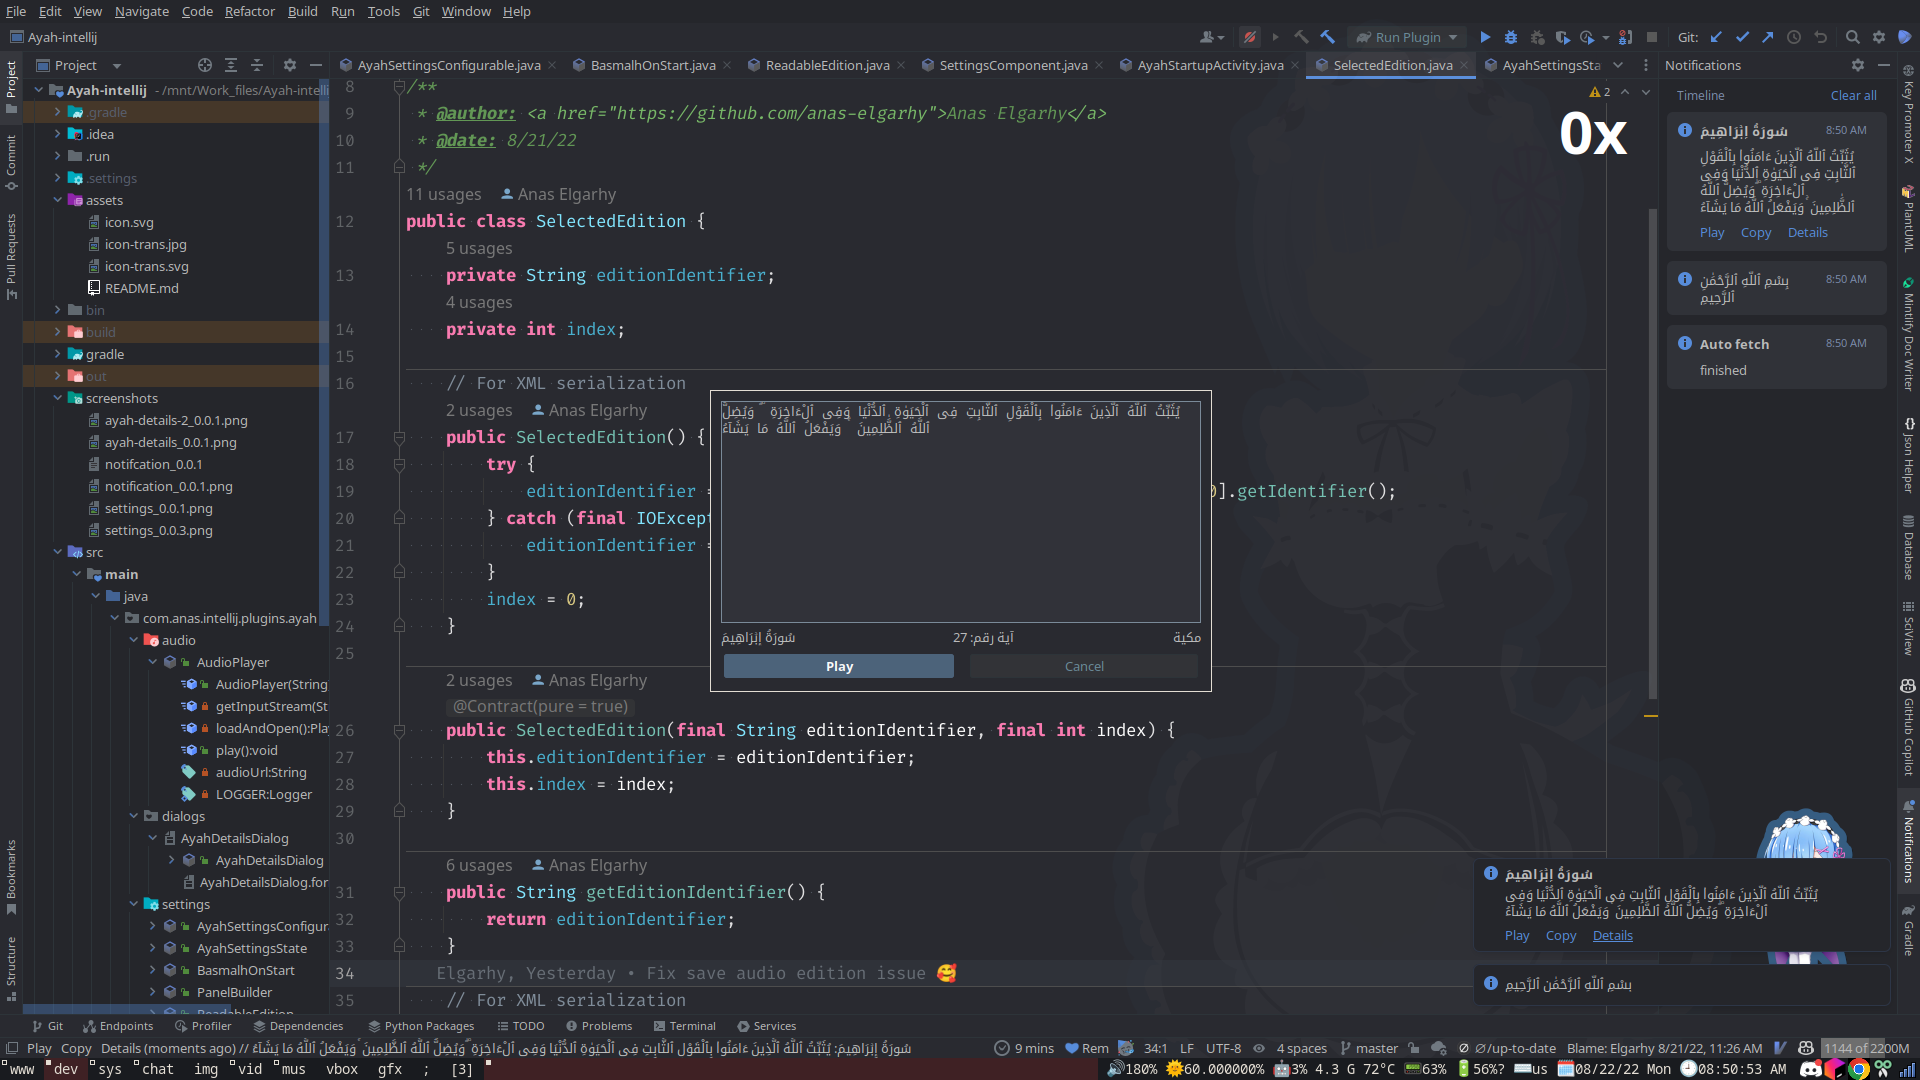 File Edit View Navigate Code Refactor Build Run Tools Git Window Help
Ayah-intellij
Run Plugin
Git:
Project
AyahSettingsConfigurable.java
BasmalhOnStart.java
ReadableEdition.java
SettingsComponent.java
AyahStartupActivity.java
SelectedEdition.java
AyahSettingsSta
Notifications
Project
Commit
Pull Requests
Bookmarks
Structure
Ayah-intellij - /mnt/Work_files/Ayah-intellij
.gradle
.idea
.run
.settings
assets
icon.svg
icon-trans.jpg
icon-trans.svg
README.md
bin
build
gradle
out
screenshots
ayah-details-2_0.0.1.png
ayah-details_0.0.1.png
notifcation_0.0.1
notification_0.0.1.png
settings_0.0.1.png
settings_0.0.3.png
src
main
java
com.anas.intellij.plugins.ayah
audio
AudioPlayer
AudioPlayer(String
getInputStream(St
loadAndOpen():Pla
play():void
audioUrl:String
LOGGER:Logger
dialogs
AyahDetailsDialog
AyahDetailsDialog
AyahDetailsDialog.for
settings
AyahSettingsConfigur
AyahSettingsState
BasmalhOnStart
PanelBuilder
ReadableEdition
2
0x
8 /**
9 * @author: <a href="https://github.com/anas-elgarhy">Anas Elgarhy</a>
10 * @date: 8/21/22
11 */
11 usages Anas Elgarhy
12 public class SelectedEdition {
5 usages
13 private String editionIdentifier;
4 usages
14 private int index;
15
16 // For XML serialization
2 usages Anas Elgarhy
17 public SelectedEdition() {
18 try {
19 editionIdentifier = 0].getIdentifier();
20 } catch (final IOExcept
21 editionIdentifier =
22 }
23 index = 0;
24 }
25
2 usages Anas Elgarhy
@Contract(pure = true)
26 public SelectedEdition(final String editionIdentifier, final int index) {
27 this.editionIdentifier = editionIdentifier;
28 this.index = index;
29 }
30
6 usages Anas Elgarhy
31 public String getEditionIdentifier() {
32 return editionIdentifier;
33 }
34 Elgarhy, Yesterday • Fix save audio edition issue 🥰
35 // For XML serialization
يُثَبِّتُ ٱللَّهُ ٱلَّذِينَ ءَامَنُوا۟ بِٱلْقَوْلِ ٱلثَّابِتِ فِى ٱلْحَيَوٰةِ ٱلدُّنْيَا وَفِى ٱلْءَاخِرَةِ ۖ وَيُضِلُّ
ٱللَّهُ ٱلظَّٰلِمِينَ ۚ وَيَفْعَلُ ٱللَّهُ مَا يَشَآءُ
سُورَةُ إِبۡرَاهِيمَ
آية رقم: 27
مكية
Play
Cancel
Timeline
Clear all
سُورَةُ إِبۡرَاهِيمَ 8:50 AM
يُثَبِّتُ ٱللَّهُ ٱلَّذِينَ ءَامَنُوا۟ بِٱلْقَوْلِ
ٱلثَّابِتِ فِى ٱلْحَيَوٰةِ ٱلدُّنْيَا وَفِى
ٱلْءَاخِرَةِ ۖ وَيُضِلُّ ٱللَّهُ
ٱلظَّٰلِمِينَ ۚ وَيَفْعَلُ ٱللَّهُ مَا يَشَآءُ
Play Copy Details
بِسْمِ ٱللَّهِ ٱلرَّحْمَٰنِ 8:50 AM
ٱلرَّحِيمِ
Auto fetch 8:50 AM
finished
سُورَةُ إِبۡرَاهِيمَ
يُثَبِّتُ ٱللَّهُ ٱلَّذِينَ ءَامَنُوا۟ بِٱلْقَوْلِ ٱلثَّابِتِ فِى ٱلْحَيَوٰةِ ٱلدُّنْيَا وَفِى
ٱلْءَاخِرَةِ ۖ وَيُضِلُّ ٱللَّهُ ٱلظَّٰلِمِينَ ۚ وَيَفْعَلُ ٱللَّهُ مَا يَشَآءُ
Play Copy Details
بِسْمِ ٱللَّهِ ٱلرَّحْمَٰنِ ٱلرَّحِيمِ
Key Promoter X
PlantUML
Mintlify Doc Writer
Json Helper
Database
SciView
GitHub Copilot
Notifications
Gradle
Git Endpoints Profiler Dependencies Python Packages TODO Problems Terminal Services
Play Copy Details (moments ago) // سُورَةُ إِبۡرَاهِيمَ: يُثَبِّتُ ٱللَّهُ ٱلَّذِينَ ءَامَنُوا۟ بِٱلْقَوْلِ ٱلثَّابِتِ فِى ٱلْحَيَوٰةِ ٱلدُّنْيَا وَفِى ٱلْءَاخِرَةِ ۖ وَيُضِلُّ ٱللَّهُ ٱلظَّٰلِمِينَ ۚ وَيَفْعَلُ ٱللَّهُ مَا يَشَآءُ
9 mins Rem 34:1 LF UTF-8 4 spaces master ∅/up-to-date Blame: Elgarhy 8/21/22, 11:26 AM 1144 of 2200M
dev sys chat img vid mus vbox gfx ; [3]
180% 60.000000% 3% 4.3 G 72°C 63% 56%? us 08/22/22 Mon 08:50:53 AM